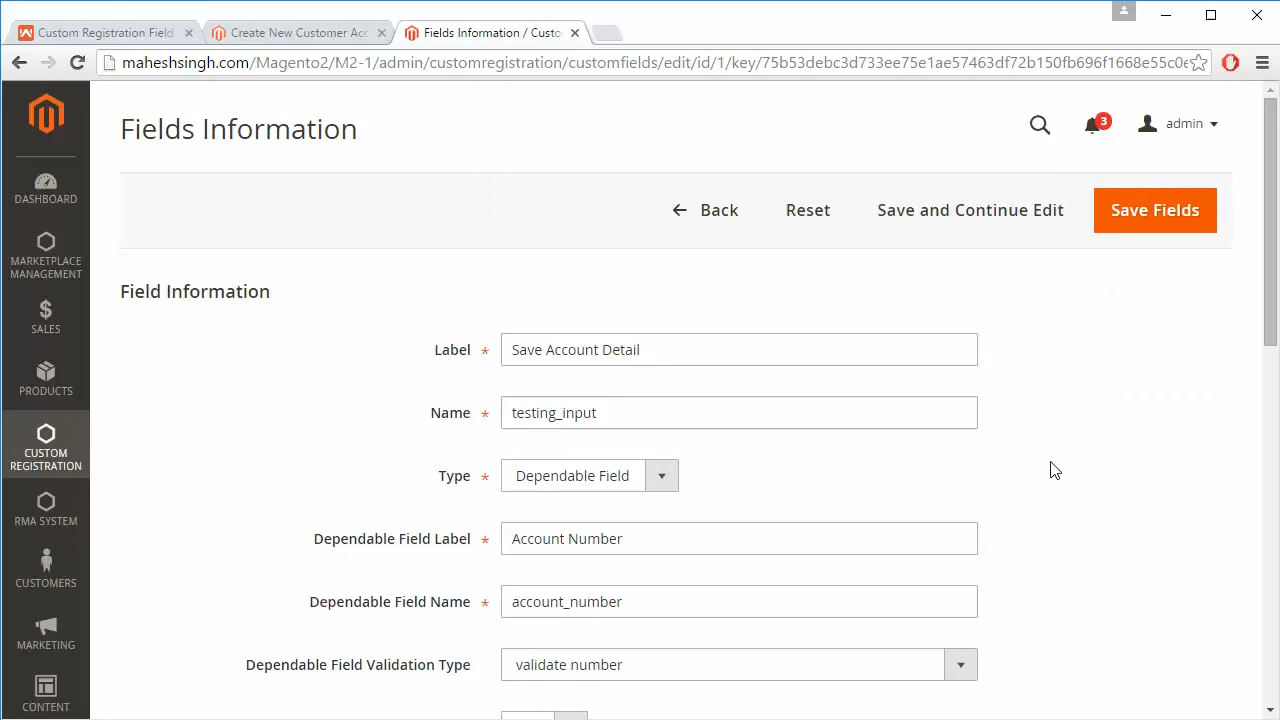 Custom Registration Field
Create New Customer Acc
Fields Information / Custo
maheshsingh.com/Magento2/M2-1/admin/customregistration/customfields/edit/id/1/key/75b53debc3d733ee75e1ae57463df72b150fb696f1668e55c0e
Fields Information
3
admin
Back
Reset
Save and Continue Edit
Save Fields
DASHBOARD
MARKETPLACE
MANAGEMENT
SALES
PRODUCTS
CUSTOM
REGISTRATION
RMA SYSTEM
CUSTOMERS
MARKETING
CONTENT
Field Information
Label * Save Account Detail
Name * testing_input
Type * Dependable Field
Dependable Field Label * Account Number
Dependable Field Name * account_number
Dependable Field Validation Type validate number